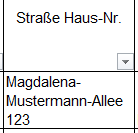 Straße Haus-Nr.
Magdalena-
Mustermann-Allee
123